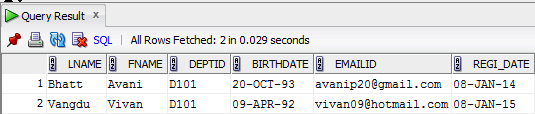 Query Result x
SQL | All Rows Fetched: 2 in 0.029 seconds
LNAME FNAME DEPTID BIRTHDATE EMAILID REGI_DATE
1 Bhatt Avani D101 20-OCT-93 avanip20@gmail.com 08-JAN-14
2 Vangdu Vivan D101 09-APR-92 vivan09@hotmail.com 08-JAN-15